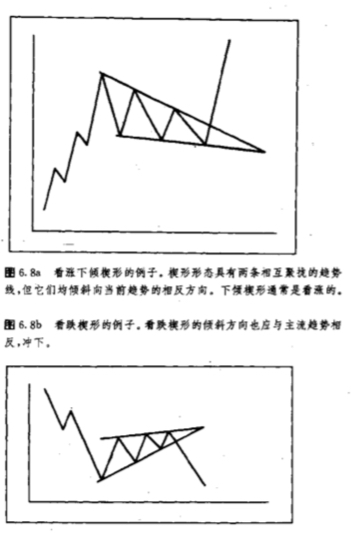 图6.8a 看涨下倾楔形的例子。楔形形态具有两条相互聚拢的趋势
线,但它们均倾斜向当前趋势的相反方向。下倾楔形通常是看涨的。
图6.8b 看跌楔形的例子。看跌楔形的倾斜方向也应与主流趋势相
反,冲下。